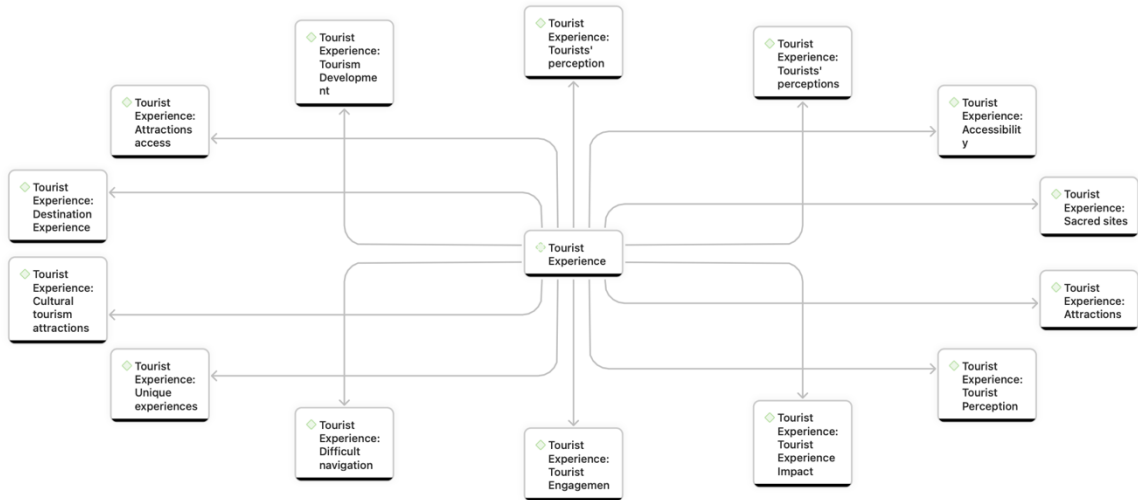 Tourist
Experience:
Tourists'
perception
Tourist
Experience:
Tourism
Developme
nt
Tourist
Experience:
Tourists'
perceptions
Tourist
Experience:
Attractions
access
Tourist
Experience:
Accessibilit
y
Tourist
Experience:
Destination
Experience
Tourist
Experience:
Sacred sites
Tourist
Experience
Tourist
Experience:
Cultural
tourism
attractions
Tourist
Experience:
Attractions
Tourist
Experience:
Unique
experiences
Tourist
Experience:
Tourist
Perception
Tourist
Experience:
Difficult
navigation
Tourist
Experience:
Tourist
Experience
Impact
Tourist
Experience:
Tourist
Engagemen